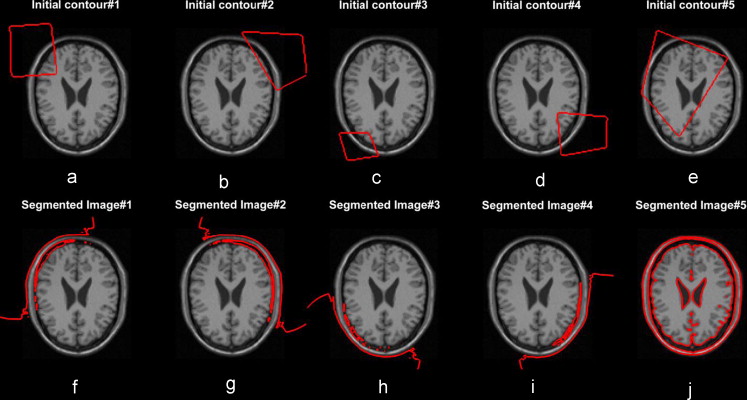 Initial contour#1 Initial contour#2 Initial contour#3 Initial contour#4 Initial contour#5
a b c d e
Segmented Image#1 Segmented Image#2 Segmented Image#3 Segmented Image#4 Segmented Image#5
f g h i j